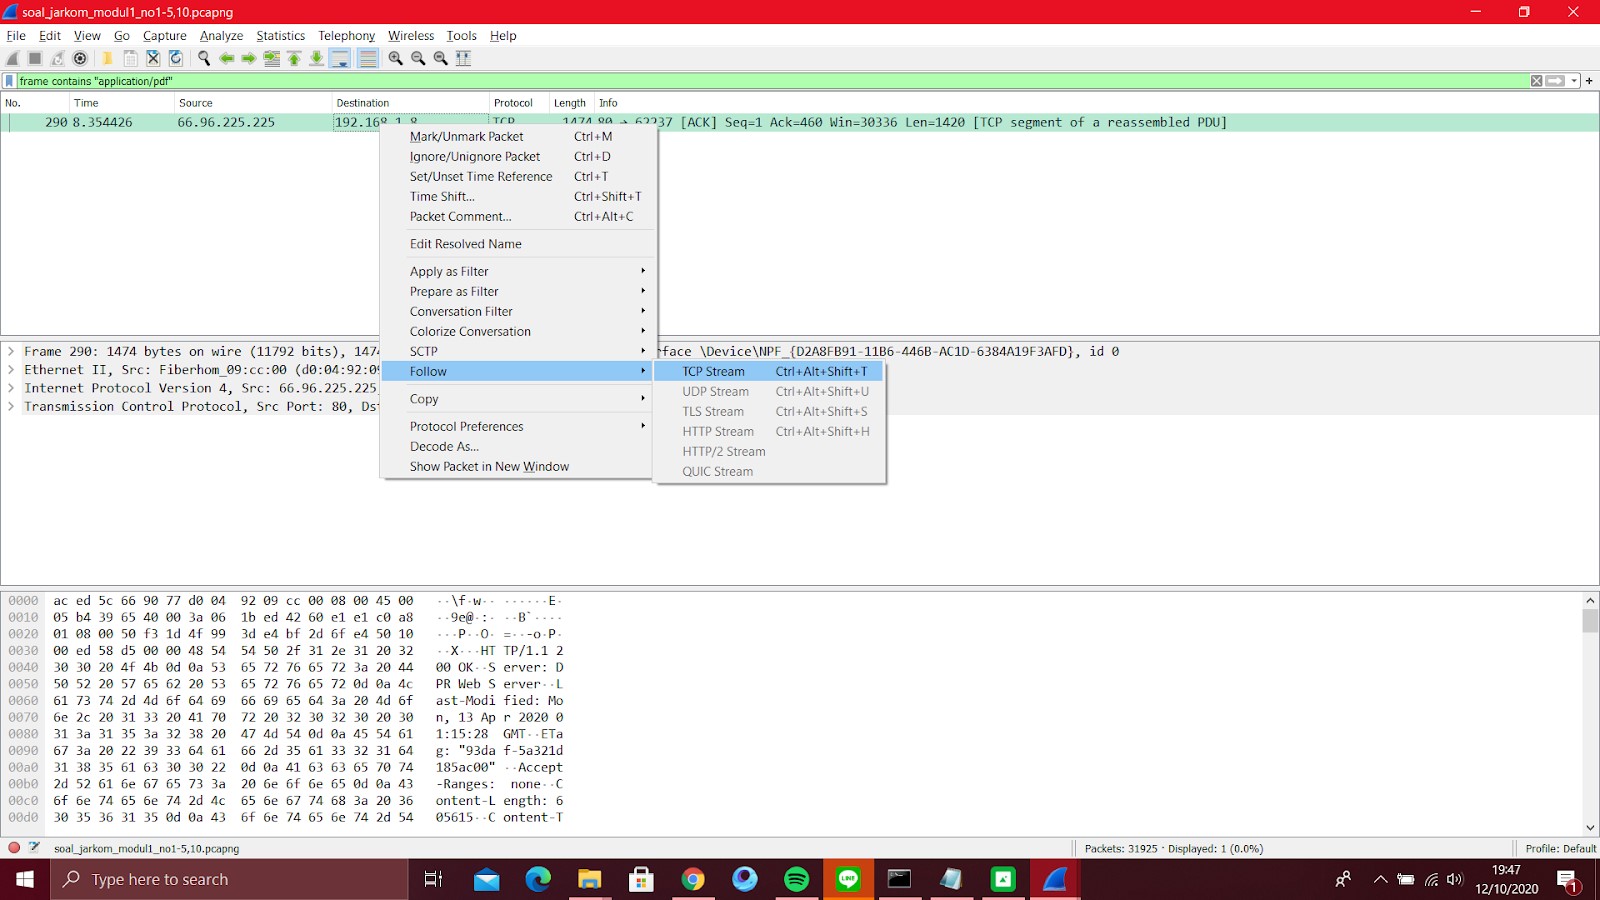 soal_jarkom_modul1_no1-5,10.pcapng
File Edit View Go Capture Analyze Statistics Telephony Wireless Tools Help
frame contains "application/pdf"
No. Time Source Destination Protocol Length Info
290 8.354426 66.96.225.225 192.168.1.8 TCP 1474 80 → 62237 [ACK] Seq=1 Ack=460 Win=30336 Len=1420 [TCP segment of a reassembled PDU]
Mark/Unmark Packet Ctrl+M
Ignore/Unignore Packet Ctrl+D
Set/Unset Time Reference Ctrl+T
Time Shift... Ctrl+Shift+T
Packet Comment... Ctrl+Alt+C
Edit Resolved Name
Apply as Filter
Prepare as Filter
Conversation Filter
Colorize Conversation
SCTP
Follow
Copy
Protocol Preferences
Decode As...
Show Packet in New Window
TCP Stream Ctrl+Alt+Shift+T
UDP Stream Ctrl+Alt+Shift+U
TLS Stream Ctrl+Alt+Shift+S
HTTP Stream Ctrl+Alt+Shift+H
HTTP/2 Stream
QUIC Stream
Frame 290: 1474 bytes on wire (11792 bits), 147 rface \Device\NPF_{D2A8FB91-11B6-446B-AC1D-6384A19F3AFD}, id 0
Ethernet II, Src: Fiberhom_09:cc:00 (d0:04:92:09
Internet Protocol Version 4, Src: 66.96.225.225
Transmission Control Protocol, Src Port: 80, Dst
0000 ac ed 5c 66 90 77 d0 04 92 09 cc 00 08 00 45 00 ··\f·w·· ······E·
0010 05 b4 39 65 40 00 3a 06 1b ed 42 60 e1 e1 c0 a8 ··9e@·:· ··B`····
0020 01 08 00 50 f3 1d 4f 99 3d e4 bf 2d 6f e4 50 10 ···P··O· =··-o·P·
0030 00 ed 58 d5 00 00 48 54 54 50 2f 31 2e 31 20 32 ··X···HT TP/1.1 2
0040 30 30 20 4f 4b 0d 0a 53 65 72 76 65 72 3a 20 44 00 OK··S erver: D
0050 50 52 20 57 65 62 20 53 65 72 76 65 72 0d 0a 4c PR Web S erver··L
0060 61 73 74 2d 4d 6f 64 69 66 69 65 64 3a 20 4d 6f ast-Modi fied: Mo
0070 6e 2c 20 31 33 20 41 70 72 20 32 30 32 30 20 30 n, 13 Ap r 2020 0
0080 31 3a 31 35 3a 32 38 20 47 4d 54 0d 0a 45 54 61 1:15:28 GMT··ETa
0090 67 3a 20 22 39 33 64 61 66 2d 35 61 33 32 31 64 g: "93da f-5a321d
00a0 31 38 35 61 63 30 30 22 0d 0a 41 63 63 65 70 74 185ac00" ··Accept
00b0 2d 52 61 6e 67 65 73 3a 20 6e 6f 6e 65 0d 0a 43 -Ranges: none··C
00c0 6f 6e 74 65 6e 74 2d 4c 65 6e 67 74 68 3a 20 36 ontent-L ength: 6
00d0 30 35 36 31 35 0d 0a 43 6f 6e 74 65 6e 74 2d 54 05615··C ontent-T
soal_jarkom_modul1_no1-5,10.pcapng Packets: 31925 · Displayed: 1 (0.0%) Profile: Default
Type here to search
LINE
19:47
12/10/2020
1